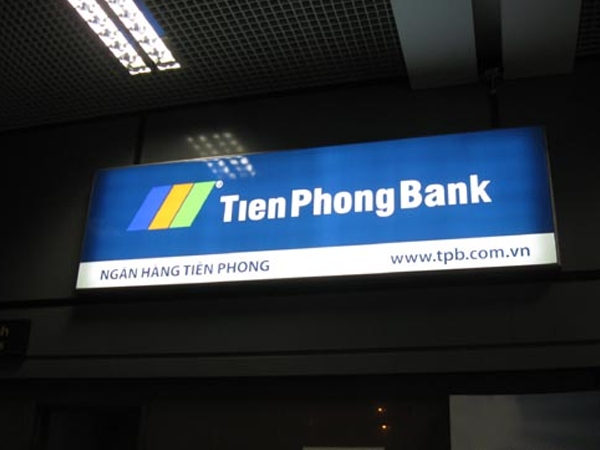 TienPhongBank
NGÂN HÀNG TIÊN PHONG
www.tpb.com.vn